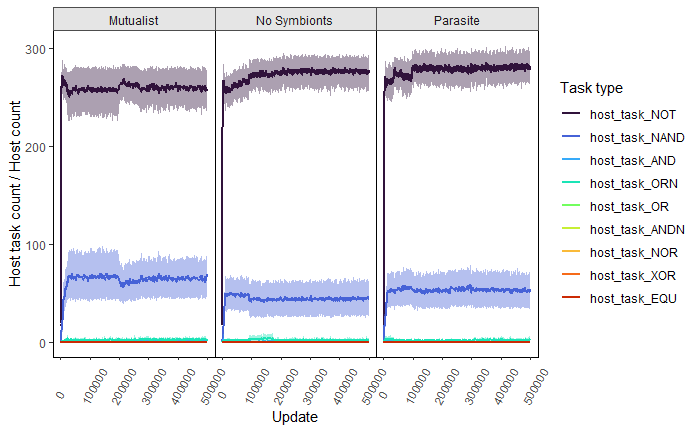 Mutualist No Symbionts Parasite
Host task count / Host count
300
200
100
0
0 100000 200000 300000 400000 500000
0 100000 200000 300000 400000 500000
0 100000 200000 300000 400000 500000
Update
Task type
host_task_NOT
host_task_NAND
host_task_AND
host_task_ORN
host_task_OR
host_task_ANDN
host_task_NOR
host_task_XOR
host_task_EQU